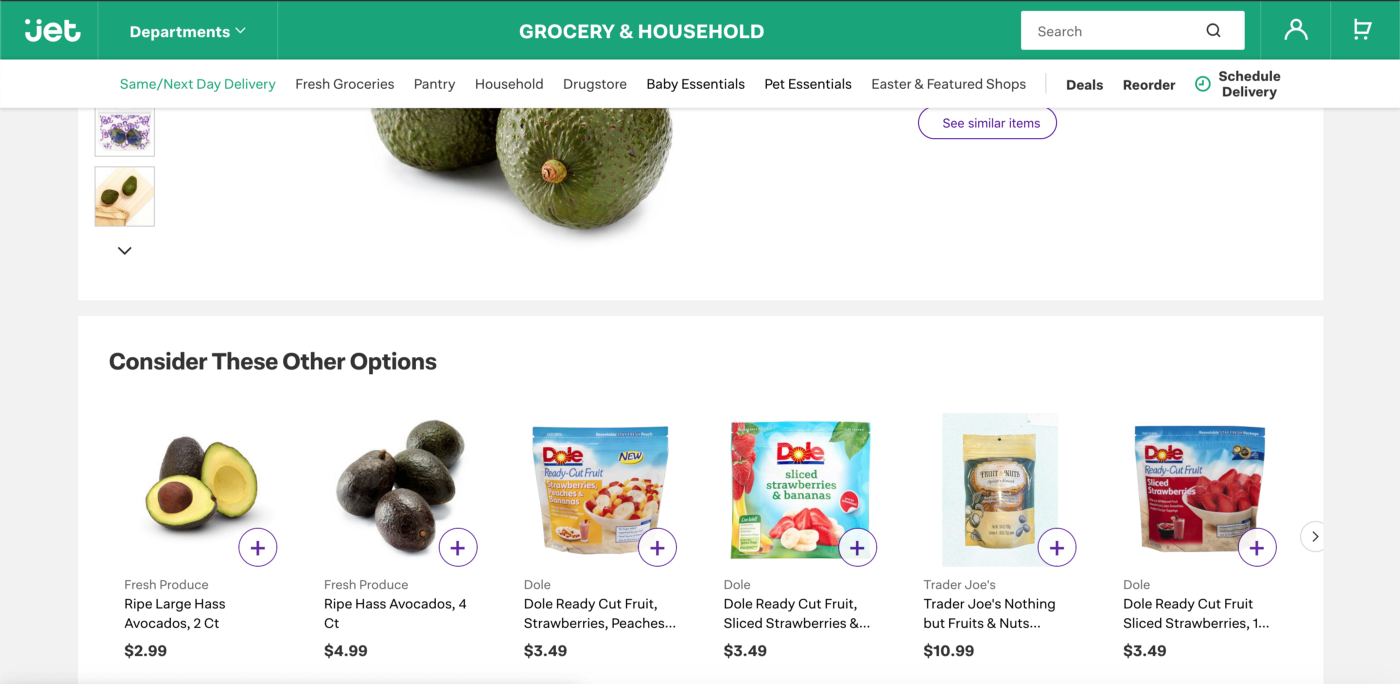 jet
Departments
GROCERY & HOUSEHOLD
Search
Same/Next Day Delivery
Fresh Groceries
Pantry
Household
Drugstore
Baby Essentials
Pet Essentials
Easter & Featured Shops
Deals
Reorder
Schedule
Delivery
See similar items
Consider These Other Options
Dole
NEW
Ready-Cut Fruit
Strawberries,
Peaches &
Bananas
Dole
sliced
strawberries
& bananas
FRUIT & NUTS
Dole
Ready-Cut Fruit
Sliced
Strawberries
Fresh Produce
Ripe Large Hass
Avocados, 2 Ct
$2.99
Fresh Produce
Ripe Hass Avocados, 4
Ct
$4.99
Dole
Dole Ready Cut Fruit,
Strawberries, Peaches...
$3.49
Dole
Dole Ready Cut Fruit,
Sliced Strawberries &...
$3.49
Trader Joe's
Trader Joe's Nothing
but Fruits & Nuts...
$10.99
Dole
Dole Ready Cut Fruit
Sliced Strawberries, 1...
$3.49